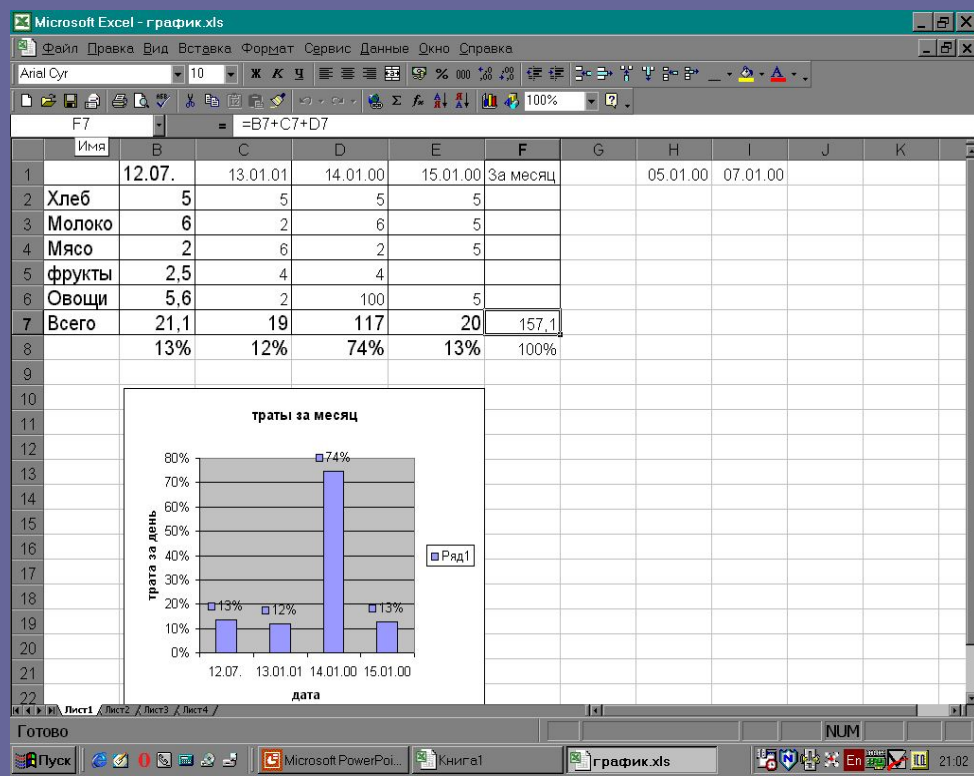 Microsoft Excel - график.xls
Файл Правка Вид Вставка Формат Сервис Данные Окно Справка
Arial Cyr 10 Ж К Ч % 000
100%
F7 = =B7+C7+D7
Имя B C D E F G H I J K
1 12.07. 13.01.01 14.01.00 15.01.00 За месяц 05.01.00 07.01.00
2 Хлеб 5 5 5 5
3 Молоко 6 2 6 5
4 Мясо 2 6 2 5
5 фрукты 2,5 4 4
6 Овощи 5,6 2 100 5
7 Всего 21,1 19 117 20 157,1
8 13% 12% 74% 13% 100%
9
10
11
12
13
14
15
16
17
18
19
20
21
22
траты за месяц
трата за день
80%
70%
60%
50%
40%
30%
20%
10%
0%
74%
13% 12% 13%
Ряд1
12.07. 13.01.01 14.01.00 15.01.00
дата
Лист1 Лист2 Лист3 Лист4
Готово NUM
Пуск Microsoft PowerPoi... Книга1 график.xls En 21:02